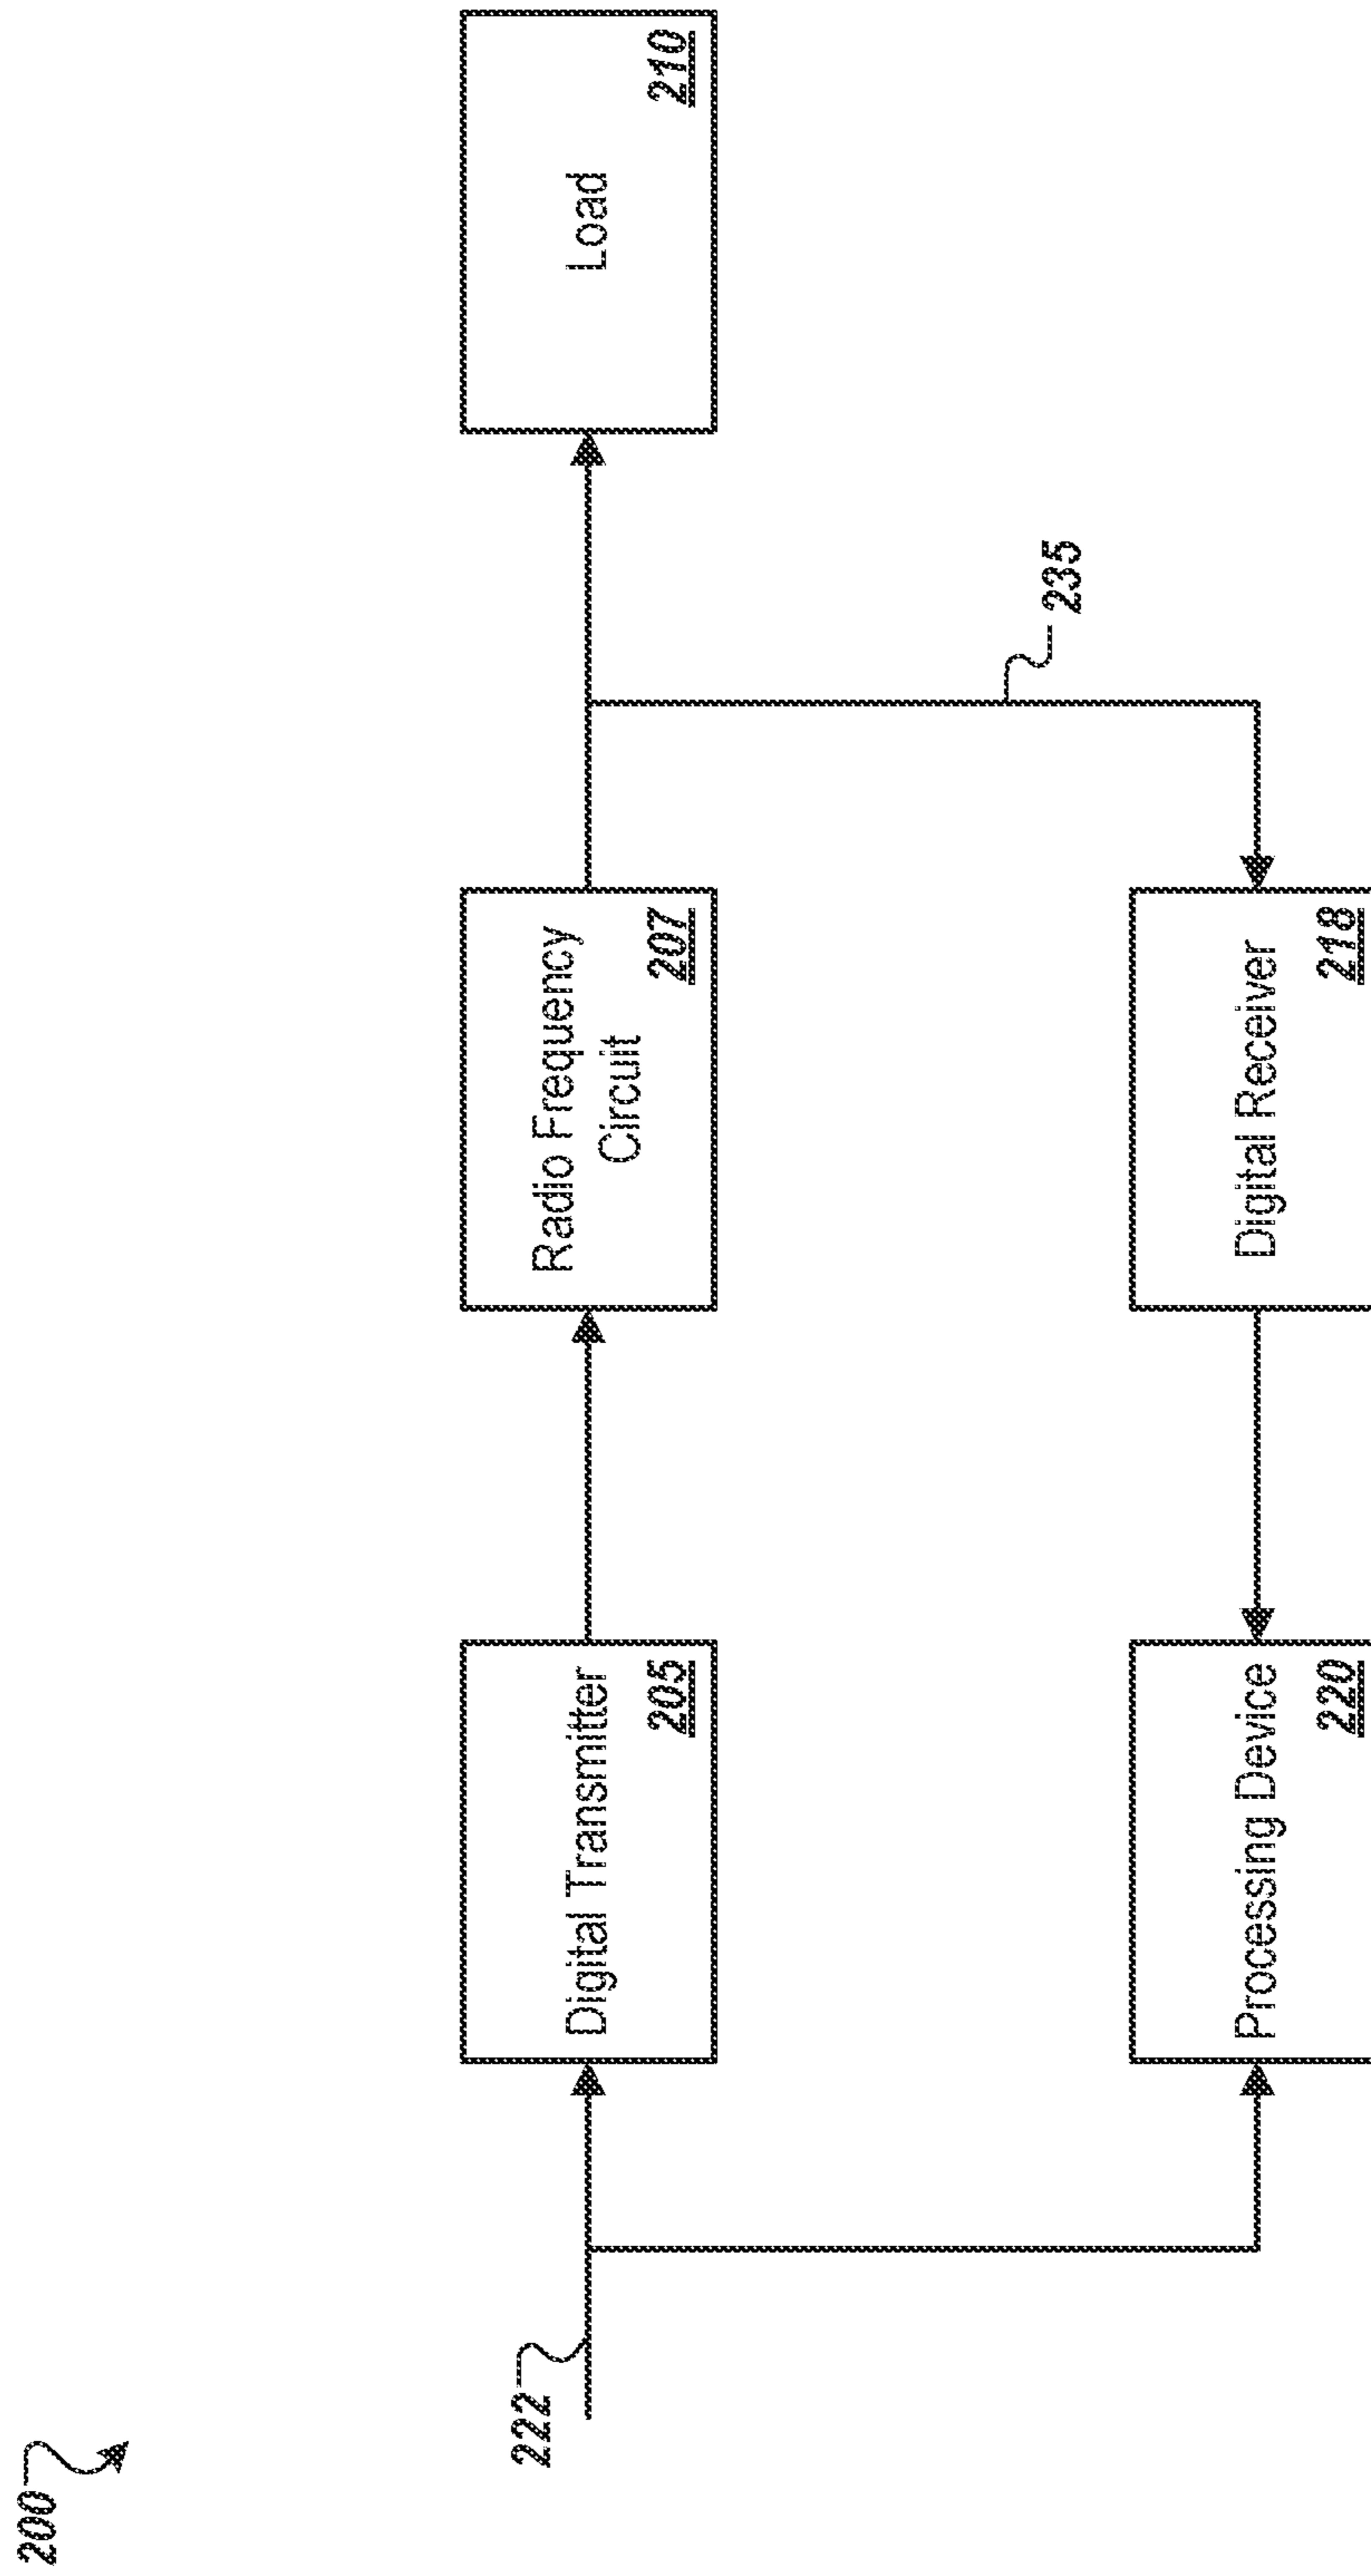 200
222
Digital Transmitter
205
Radio Frequency
Circuit
207
Load
210
235
Processing Device
220
Digital Receiver
218